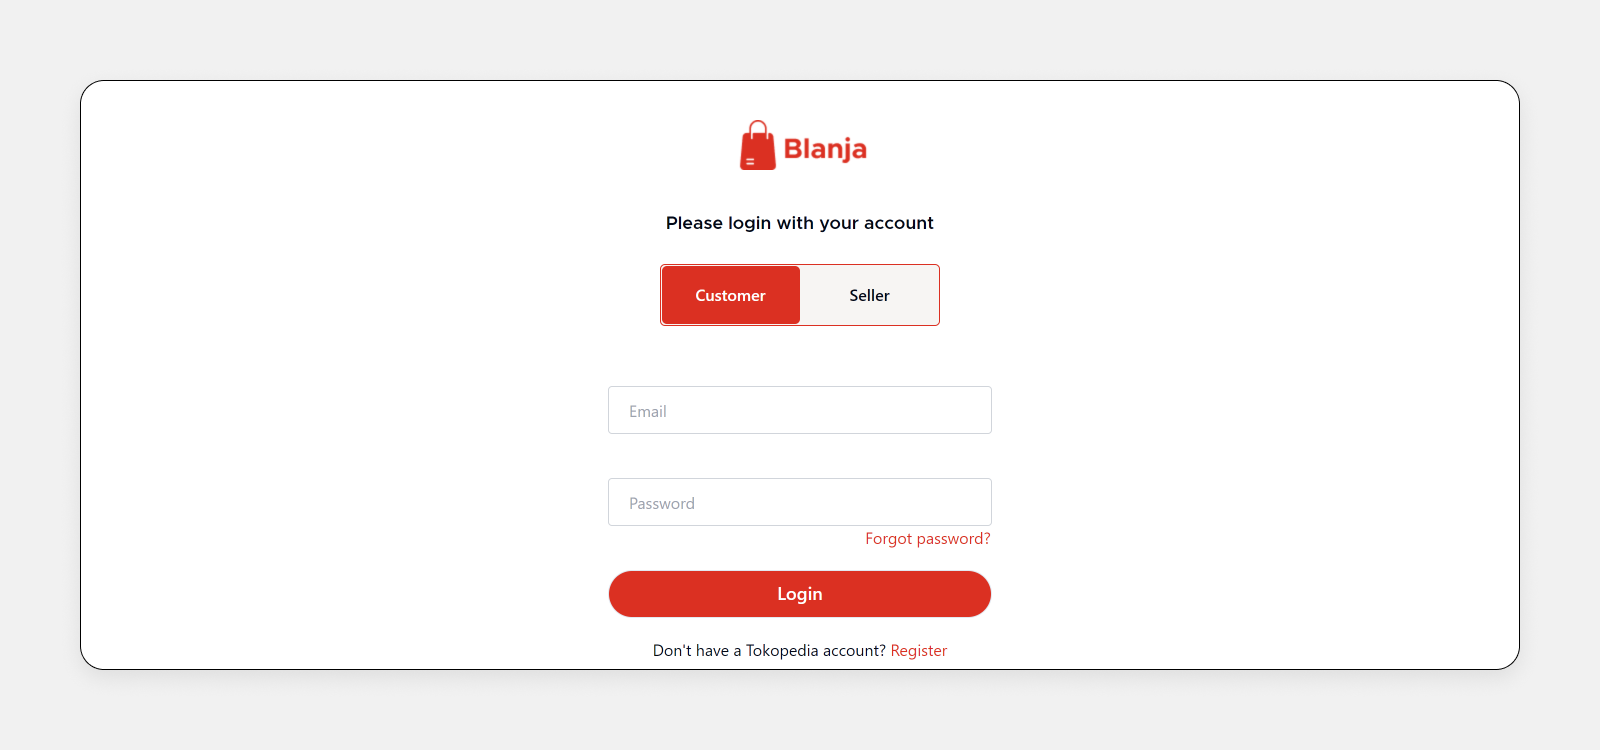 Blanja
Please login with your account
Customer Seller
Email
Password
Forgot password?
Login
Don't have a Tokopedia account? Register